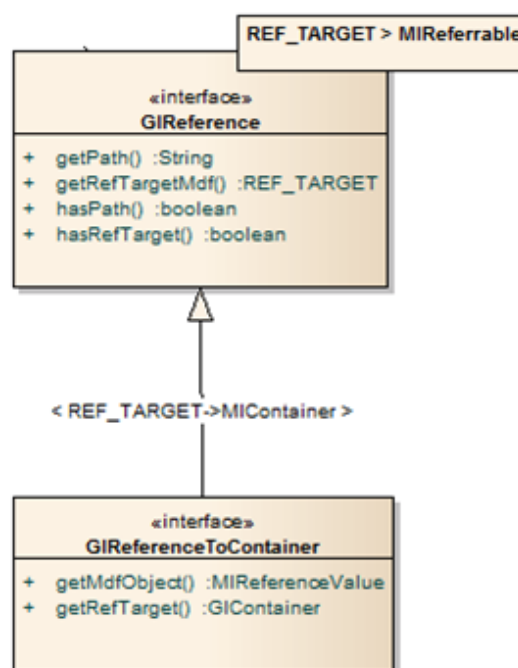 REF_TARGET > MIReferrable
«interface»
GIReference
+ getPath() :String
+ getRefTargetMdf() :REF_TARGET
+ hasPath() :boolean
+ hasRefTarget() :boolean
< REF_TARGET->MIContainer >
«interface»
GIReferenceToContainer
+ getMdfObject() :MIReferenceValue
+ getRefTarget() :GIContainer